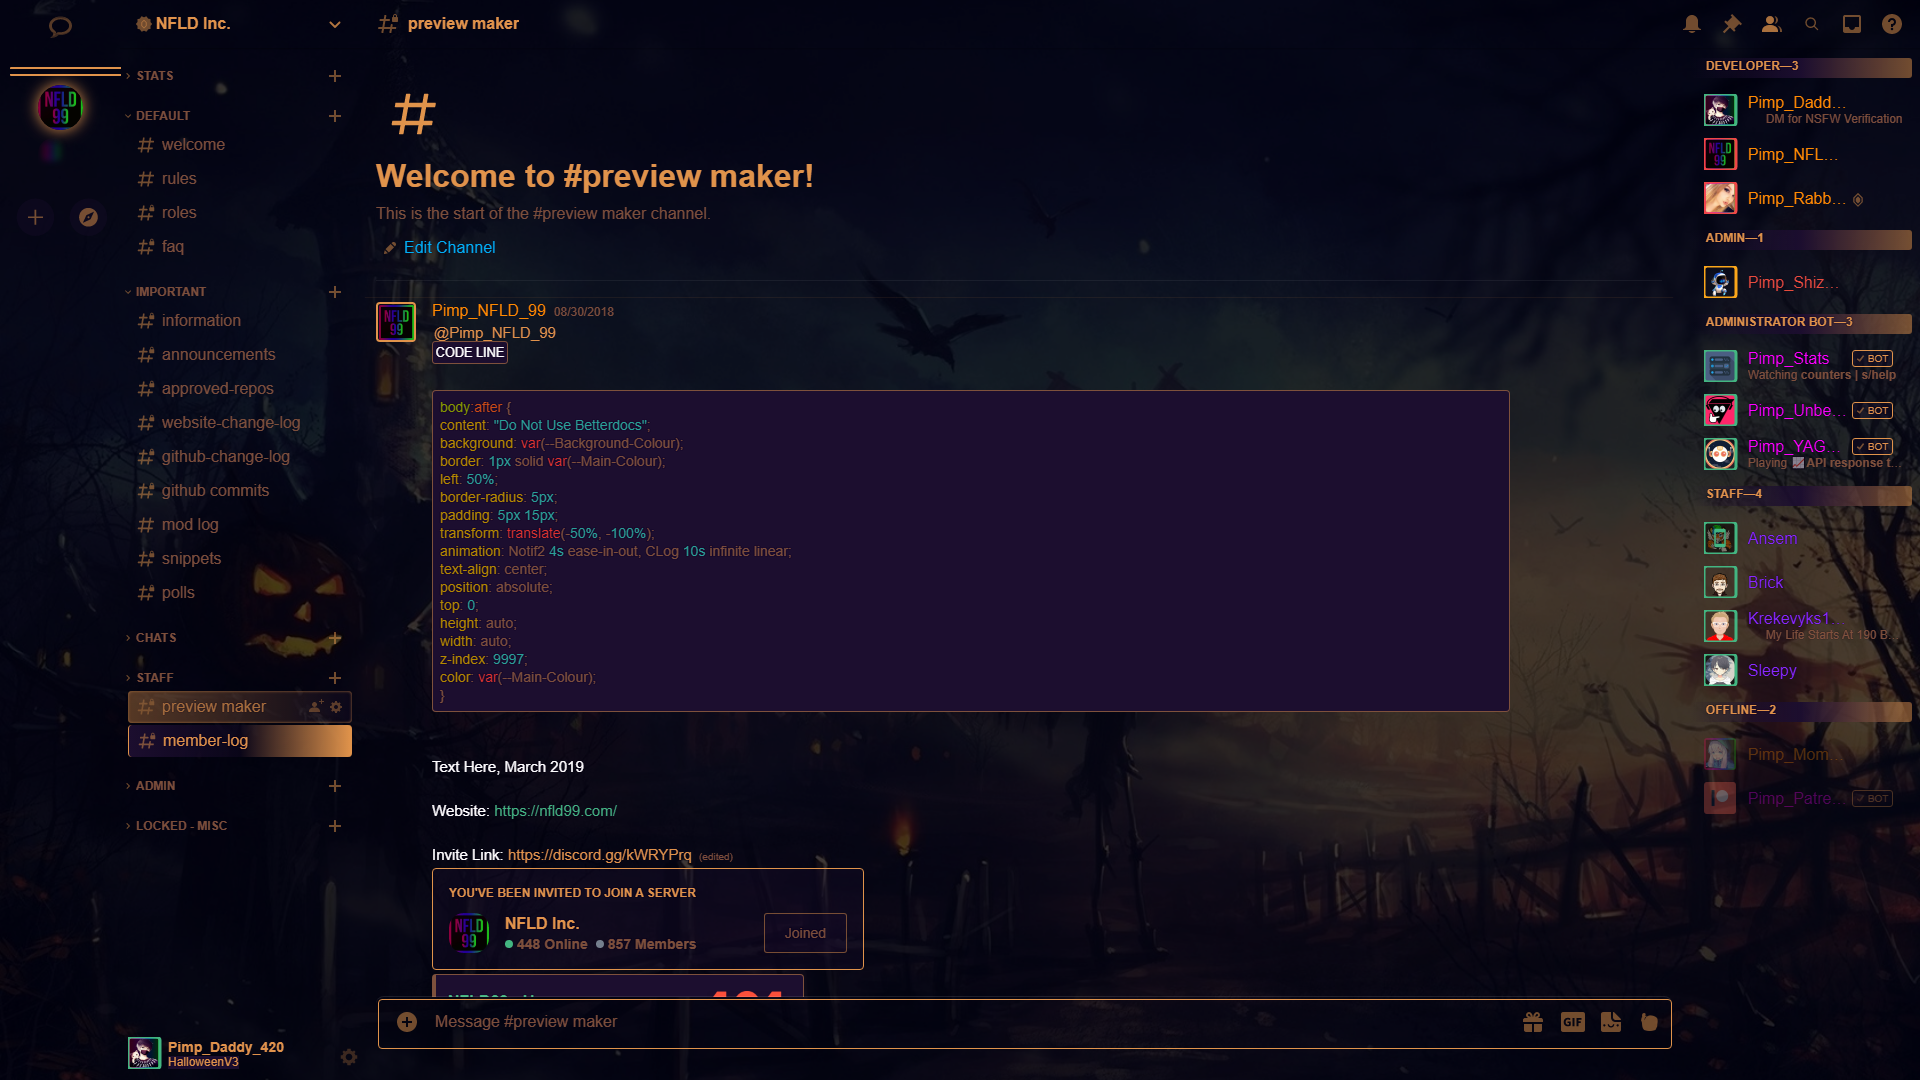 NFLD Inc.
preview maker
NFLD
99
STATS
DEFAULT
welcome
rules
roles
faq
IMPORTANT
information
announcements
approved-repos
website-change-log
github-change-log
github commits
mod log
snippets
polls
CHATS
STAFF
preview maker
member-log
ADMIN
LOCKED - MISC
Pimp_Daddy_420
HalloweenV3
Welcome to #preview maker!
This is the start of the #preview maker channel.
Edit Channel
NFLD
99
Pimp_NFLD_99 08/30/2018
@Pimp_NFLD_99
CODE LINE
body:after {
content: "Do Not Use Betterdocs";
background: var(--Background-Colour);
border: 1px solid var(--Main-Colour);
left: 50%;
border-radius: 5px;
padding: 5px 15px;
transform: translate(-50%, -100%);
animation: Notif2 4s ease-in-out, CLog 10s infinite linear;
text-align: center;
position: absolute;
top: 0;
height: auto;
width: auto;
z-index: 9997;
color: var(--Main-Colour);
}
Text Here, March 2019
Website: https://nfld99.com/
Invite Link: https://discord.gg/kWRYPrq (edited)
YOU'VE BEEN INVITED TO JOIN A SERVER
NFLD
99
NFLD Inc.
448 Online 857 Members
Joined
Message #preview maker
GIF
DEVELOPER—3
Pimp_Dadd...
DM for NSFW Verification
NFLD
99
Pimp_NFL...
Pimp_Rabb...
ADMIN—1
Pimp_Shiz...
ADMINISTRATOR BOT—3
Pimp_Stats BOT
Watching counters | s/help
Pimp_Unbe... BOT
Pimp_YAG... BOT
Playing 📈 API response t...
STAFF—4
Ansem
Brick
Krekevyks1...
My Life Starts At 190 B...
Sleepy
OFFLINE—2
Pimp_Mom...
Pimp_Patre... BOT